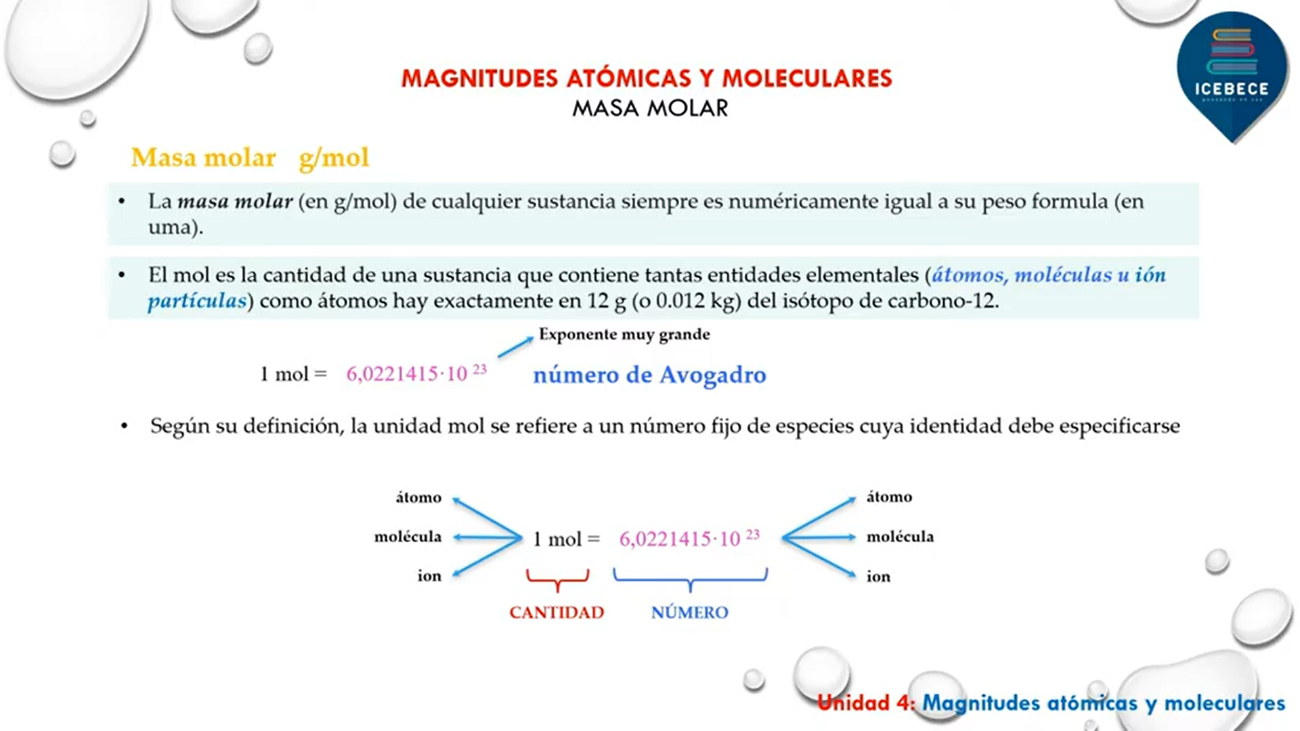 MAGNITUDES ATÓMICAS Y MOLECULARES
MASA MOLAR
ICEBECE
Masa molar g/mol
• La masa molar (en g/mol) de cualquier sustancia siempre es numéricamente igual a su peso formula (en
uma).
• El mol es la cantidad de una sustancia que contiene tantas entidades elementales (átomos, moléculas u ión
partículas) como átomos hay exactamente en 12 g (o 0.012 kg) del isótopo de carbono-12.
Exponente muy grande
1 mol = 6,0221415·10 23 número de Avogadro
• Según su definición, la unidad mol se refiere a un número fijo de especies cuya identidad debe especificarse
átomo átomo
molécula 1 mol = 6,0221415·10 23 molécula
ion ion
CANTIDAD NÚMERO
Unidad 4: Magnitudes atómicas y moleculares